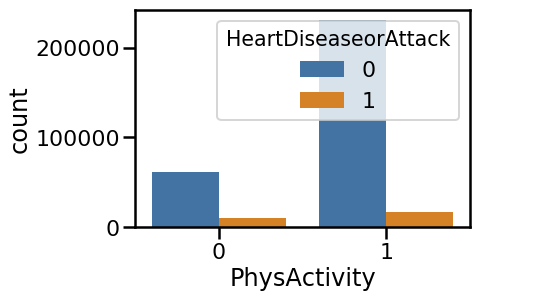 HeartDiseaseorAttack
0
1
200000
100000
0
count
0 1
PhysActivity